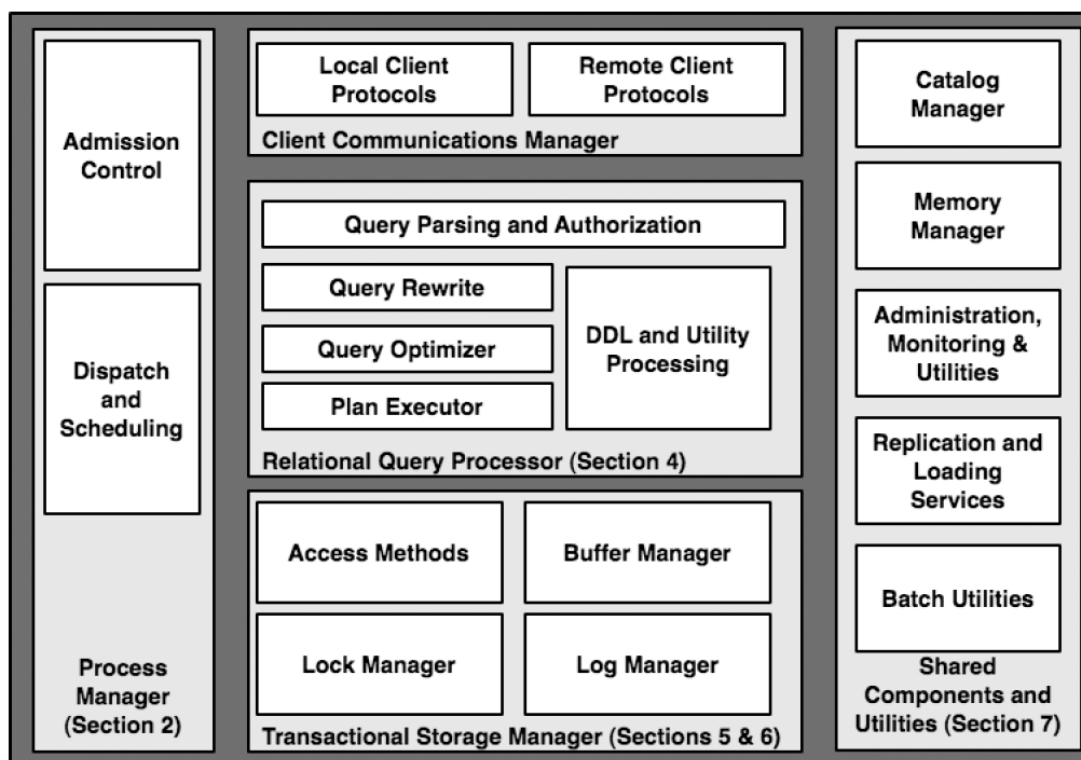 Admission
Control
Dispatch
and
Scheduling
Process
Manager
(Section 2)
Local Client
Protocols
Remote Client
Protocols
Client Communications Manager
Query Parsing and Authorization
Query Rewrite
Query Optimizer
Plan Executor
DDL and Utility
Processing
Relational Query Processor (Section 4)
Access Methods
Buffer Manager
Lock Manager
Log Manager
Transactional Storage Manager (Sections 5 & 6)
Catalog
Manager
Memory
Manager
Administration,
Monitoring &
Utilities
Replication and
Loading
Services
Batch Utilities
Shared
Components and
Utilities (Section 7)